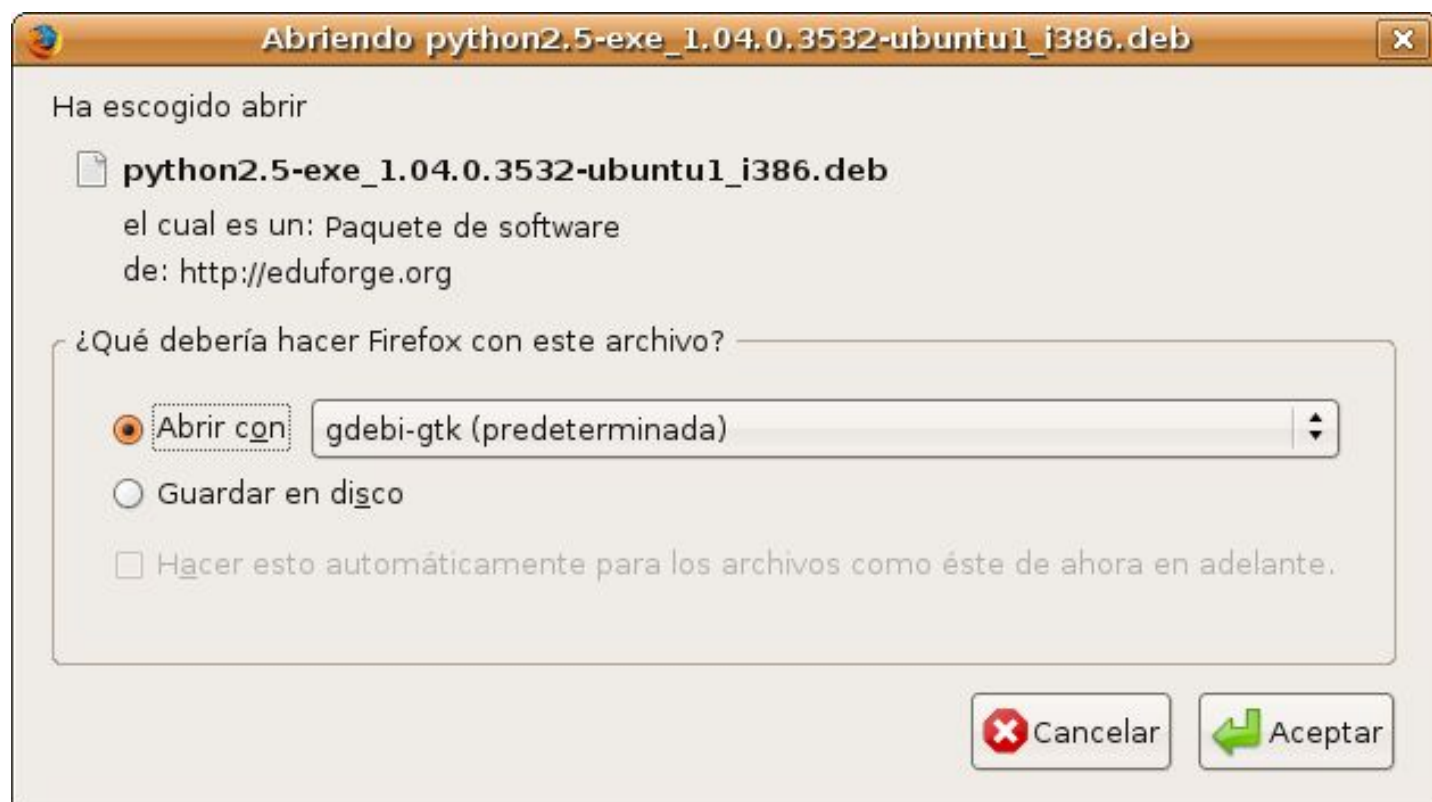 Abriendo python2.5-exe_1.04.0.3532-ubuntu1_i386.deb
Ha escogido abrir
python2.5-exe_1.04.0.3532-ubuntu1_i386.deb
el cual es un: Paquete de software
de: http://eduforge.org
¿Qué debería hacer Firefox con este archivo?
Abrir con gdebi-gtk (predeterminada)
Guardar en disco
Hacer esto automáticamente para los archivos como éste de ahora en adelante.
Cancelar Aceptar